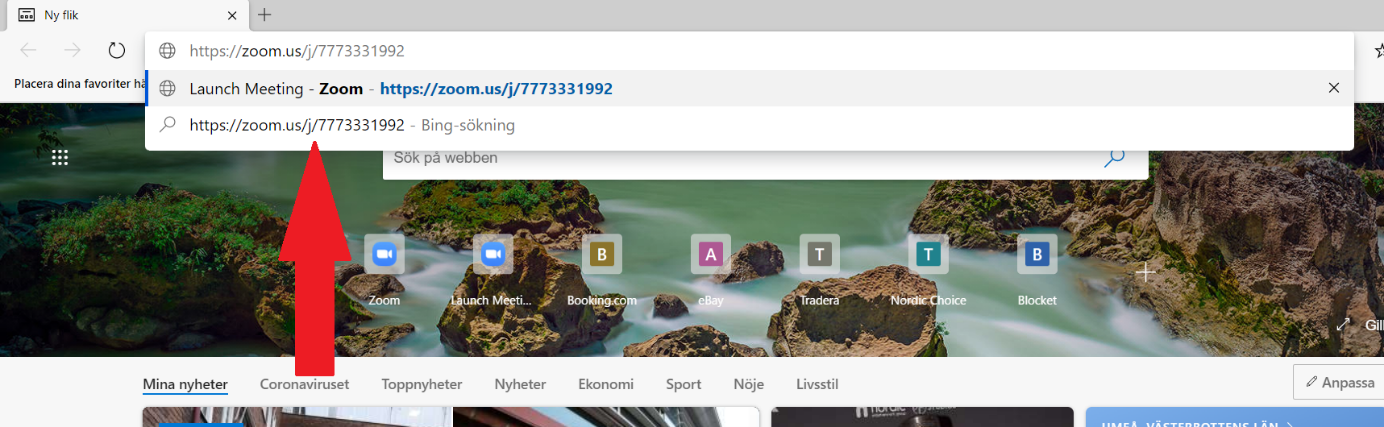 Ny flik
https://zoom.us/j/7773331992
Placera dina favoriter hä
Launch Meeting - Zoom - https://zoom.us/j/7773331992
https://zoom.us/j/7773331992 - Bing-sökning
Sök på webben
B A T T B
Zoom Launch Meeti... Booking.com eBay Tradera Nordic Choice Blocket
Gill
Mina nyheter Coronaviruset Toppnyheter Nyheter Ekonomi Sport Nöje Livsstil Anpassa
nordic
UMEÅ, VÄSTERBOTTENS LÄN